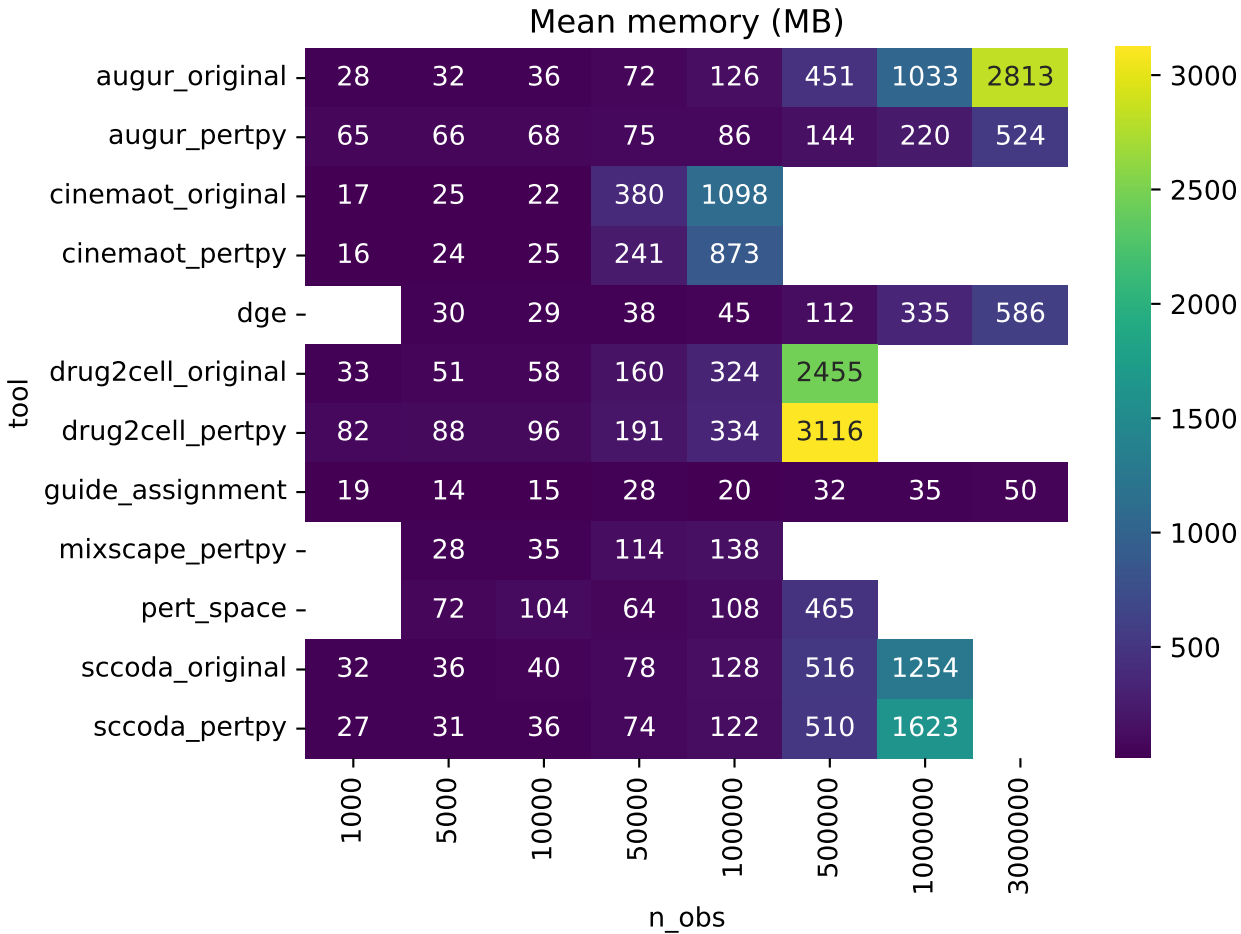 Mean memory (MB)
augur_original 28 32 36 72 126 451 1033 2813
augur_pertpy 65 66 68 75 86 144 220 524
cinemaot_original 17 25 22 380 1098
cinemaot_pertpy 16 24 25 241 873
dge 30 29 38 45 112 335 586
drug2cell_original 33 51 58 160 324 2455
drug2cell_pertpy 82 88 96 191 334 3116
guide_assignment 19 14 15 28 20 32 35 50
mixscape_pertpy 28 35 114 138
pert_space 72 104 64 108 465
sccoda_original 32 36 40 78 128 516 1254
sccoda_pertpy 27 31 36 74 122 510 1623
tool
1000 5000 10000 50000 100000 500000 1000000 3000000
n_obs
3000
2500
2000
1500
1000
500